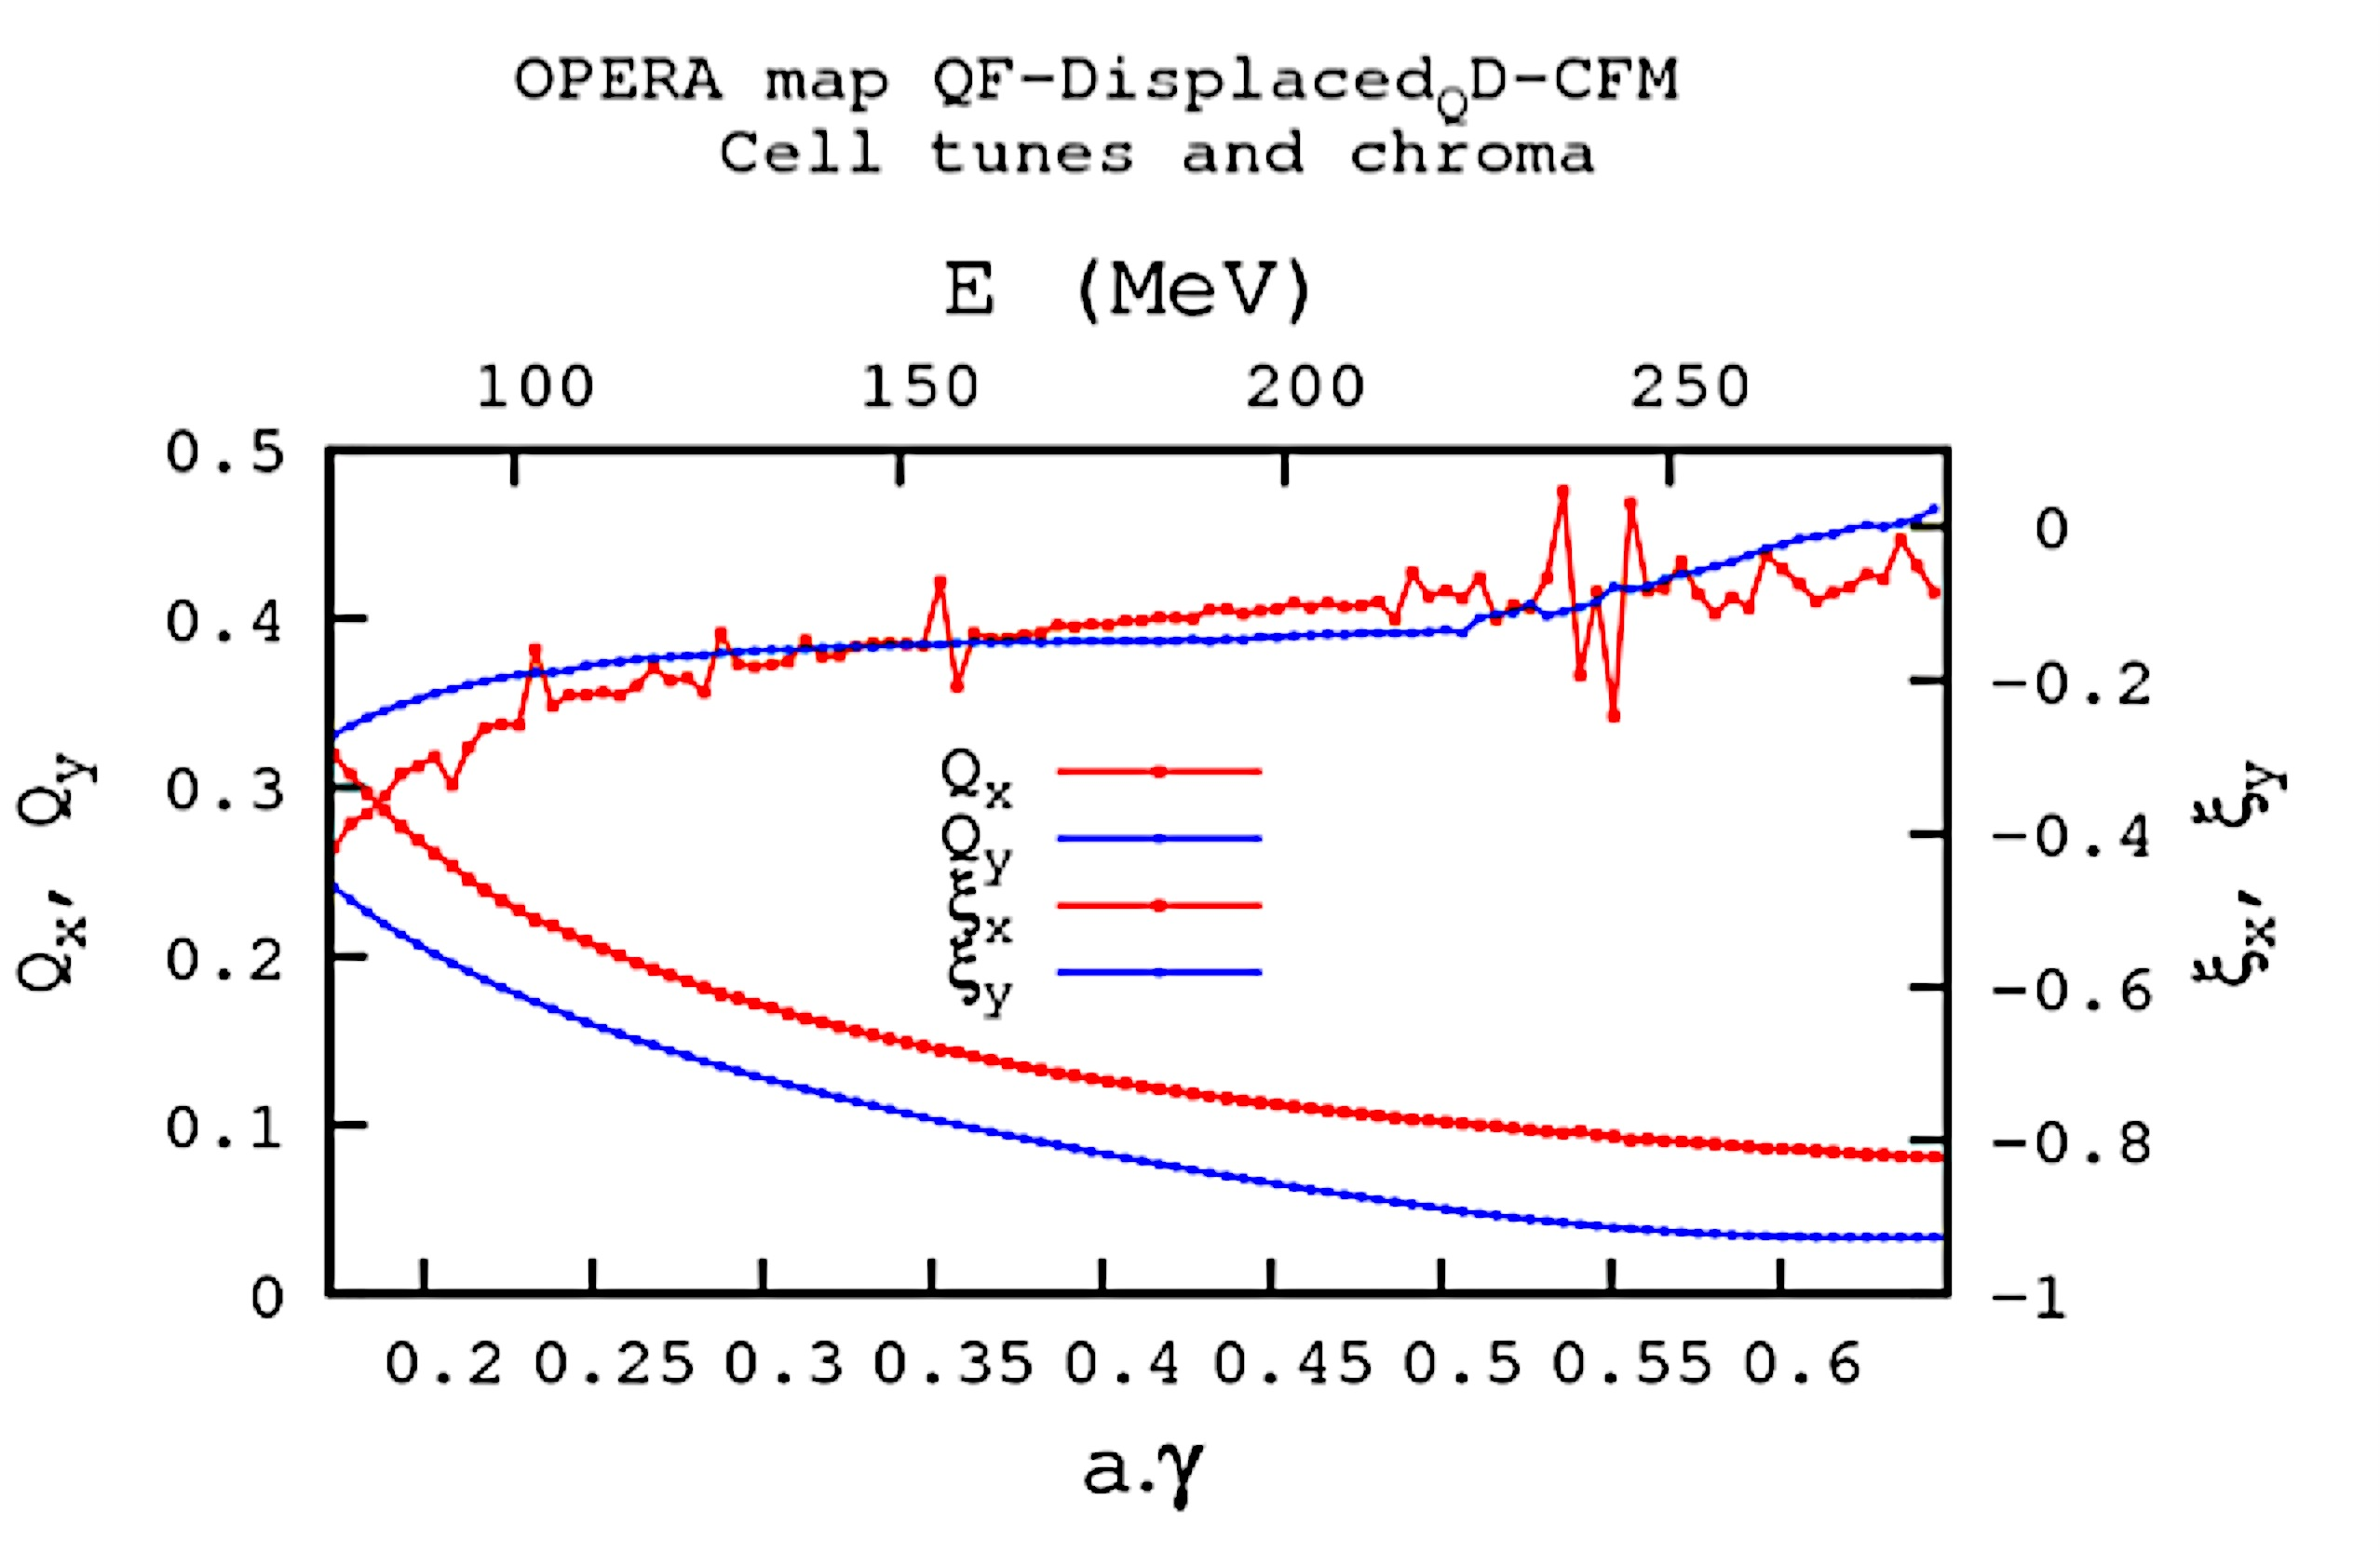 OPERA map QF-Displaced_QD-CFM
Cell tunes and chroma
E (MeV)
100 150 200 250
0.5
0.4
0.3
0.2
0.1
0
Qx, Qy
Qx
Qy
ξx
ξy
0
-0.2
-0.4
-0.6
-0.8
-1
ξx, ξy
0.2 0.25 0.3 0.35 0.4 0.45 0.5 0.55 0.6
a.γ